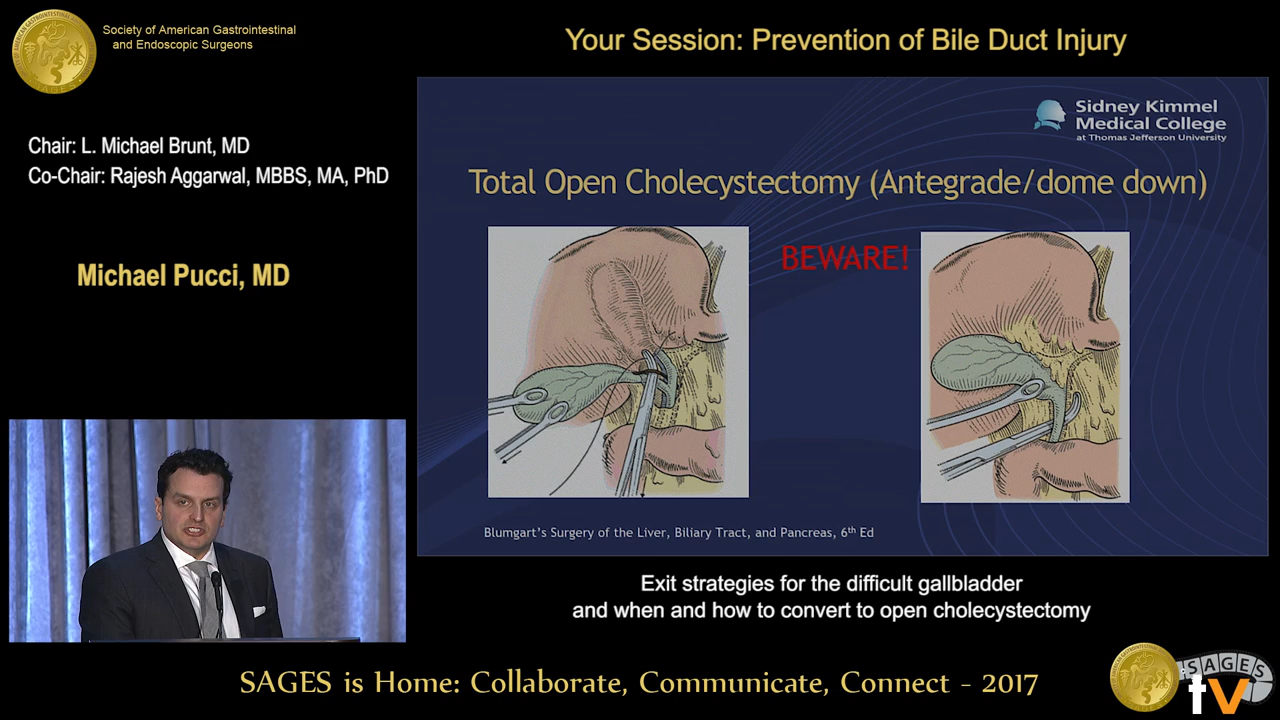 Society of American Gastrointestinal
and Endoscopic Surgeons
Your Session: Prevention of Bile Duct Injury
Chair: L. Michael Brunt, MD
Co-Chair: Rajesh Aggarwal, MBBS, MA, PhD
Michael Pucci, MD
Sidney Kimmel
Medical College
at Thomas Jefferson University
Total Open Cholecystectomy (Antegrade/dome down)
BEWARE!
Blumgart's Surgery of the Liver, Biliary Tract, and Pancreas, 6th Ed
Exit strategies for the difficult gallbladder
and when and how to convert to open cholecystectomy
SAGES is Home: Collaborate, Communicate, Connect - 2017
SAGES
tv